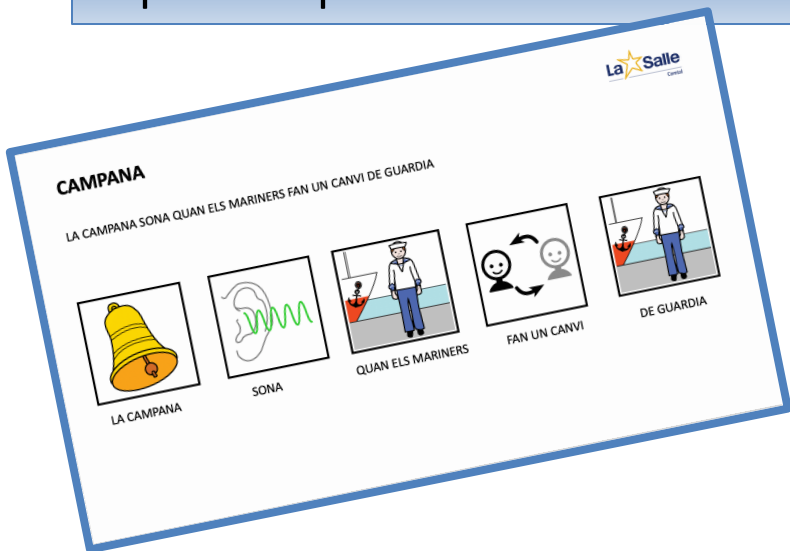 La Salle
Comtal
CAMPANA
LA CAMPANA SONA QUAN ELS MARINERS FAN UN CANVI DE GUARDIA
LA CAMPANA
SONA
QUAN ELS MARINERS
FAN UN CANVI
DE GUARDIA